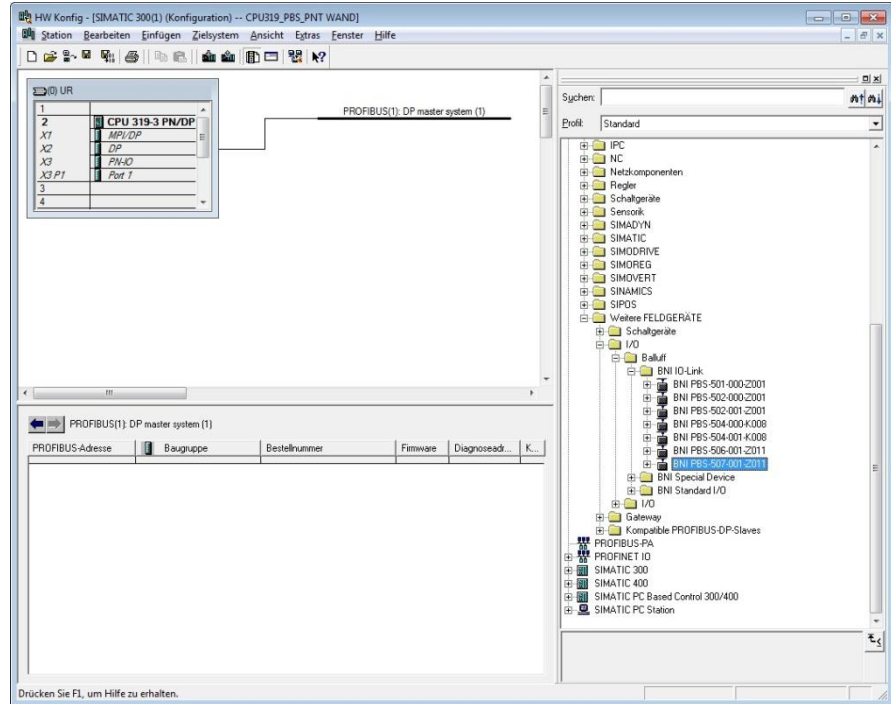 HW Konfig - [SIMATIC 300(1) (Konfiguration) -- CPU319_PBS_PNT WAND]
Station Bearbeiten Einfügen Zielsystem Ansicht Extras Fenster Hilfe
(0) UR
1
2 CPU 319-3 PN/DP
X1 MPI/DP
X2 DP
X3 PN-IO
X3 P1 Port 1
3
4
PROFIBUS(1): DP master system (1)
PROFIBUS(1): DP master system (1)
PROFIBUS-Adresse Baugruppe Bestellnummer Firmware Diagnoseadr... K...
Suchen:
Profil: Standard
IPC
NC
Netzkomponenten
Regler
Schaltgeräte
Sensorik
SIMADYN
SIMATIC
SIMODRIVE
SIMOREG
SIMOVERT
SINAMICS
SIPOS
Weitere FELDGERÄTE
Schaltgeräte
I/O
Balluff
BNI IO-Link
BNI PBS-501-000-Z001
BNI PBS-502-000-Z001
BNI PBS-502-001-Z001
BNI PBS-504-000-K008
BNI PBS-504-001-K008
BNI PBS-506-001-Z011
BNI PBS-507-001-Z011
BNI Special Device
BNI Standard I/O
I/O
Gateway
Kompatible PROFIBUS-DP-Slaves
PROFIBUS-PA
PROFINET IO
SIMATIC 300
SIMATIC 400
SIMATIC PC Based Control 300/400
SIMATIC PC Station
Drücken Sie F1, um Hilfe zu erhalten.